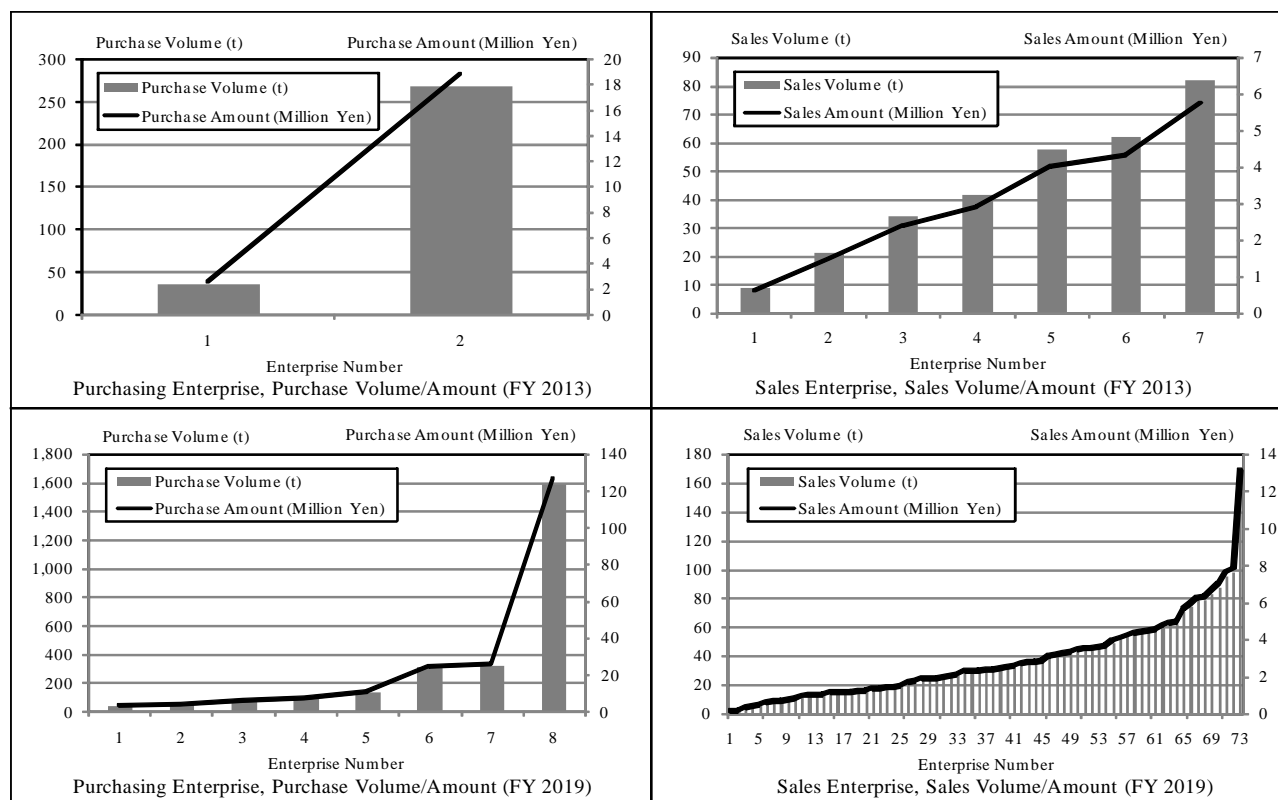 Purchase Volume (t) Purchase Amount (Million Yen)
300 20
250 18
200 16
150 14
100 12
50 10
0 8
6
4
2
0
Purchase Volume (t)
Purchase Amount (Million Yen)
1 2
Enterprise Number
Purchasing Enterprise, Purchase Volume/Amount (FY 2013)
Sales Volume (t) Sales Amount (Million Yen)
90 7
80 6
70 5
60 4
50 3
40 2
30 1
20 0
10
0
Sales Volume (t)
Sales Amount (Million Yen)
1 2 3 4 5 6 7
Enterprise Number
Sales Enterprise, Sales Volume/Amount (FY 2013)
Purchase Volume (t) Purchase Amount (Million Yen)
1,800 140
1,600 120
1,400 100
1,200 80
1,000 60
800 40
600 20
400 0
200
0
Purchase Volume (t)
Purchase Amount (Million Yen)
1 2 3 4 5 6 7 8
Enterprise Number
Purchasing Enterprise, Purchase Volume/Amount (FY 2019)
Sales Volume (t) Sales Amount (Million Yen)
180 14
160 12
140 10
120 8
100 6
80 4
60 2
40 0
20
0
Sales Volume (t)
Sales Amount (Million Yen)
1 5 9 13 17 21 25 29 33 37 41 45 49 53 57 61 65 69 73
Enterprise Number
Sales Enterprise, Sales Volume/Amount (FY 2019)